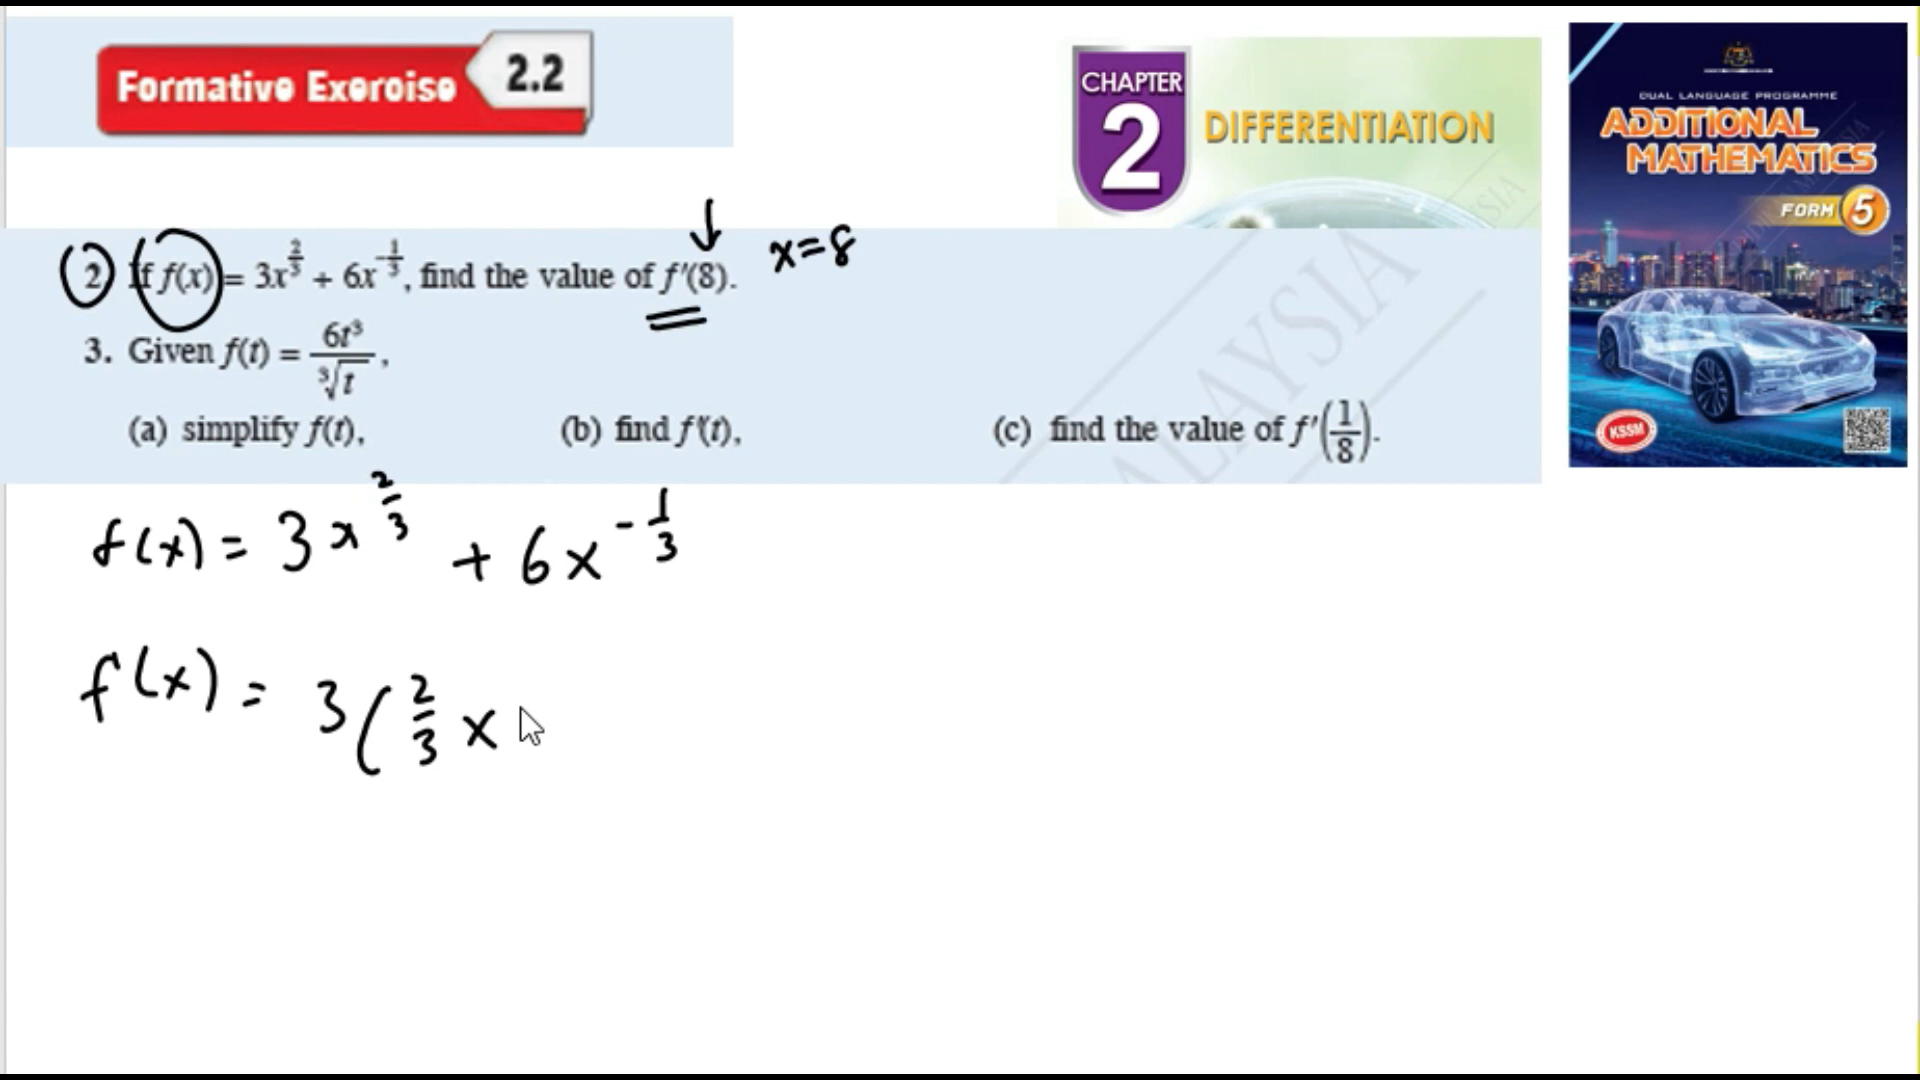 Formative Exercise 2.2
CHAPTER 2
DIFFERENTIATION
DUAL LANGUAGE PROGRAMME
ADDITIONAL
MATHEMATICS
FORM 5
KSSM
x=8
2 If f(x) = 3x^{2/3} + 6x^{-1/3}, find the value of f′(8).
3. Given f(t) = 6t³/∛t,
(a) simplify f(t),
(b) find f′(t),
(c) find the value of f′(1/8).
MALAYSIA
f(x) = 3x^{2/3} + 6x^{-1/3}
f'(x) = 3(2/3 x